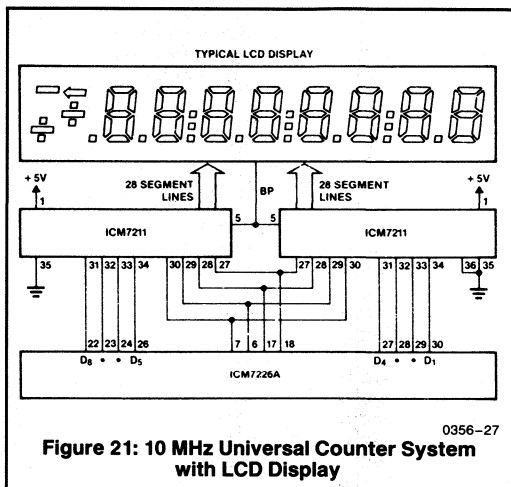 TYPICAL LCD DISPLAY
+ 5V
28 SEGMENT
LINES
BP
28 SEGMENT
LINES
+ 5V
1
5
5
1
ICM7211
ICM7211
35
31 32 33 34
30 29 28 27
27 28 29 30
31 32 33 34
36 35
22 23 24 26
7 6 17 18
27 28 29 30
D8 • • D5
D4 • • D1
ICM7226A
0356–27
Figure 21: 10 MHz Universal Counter System
with LCD Display